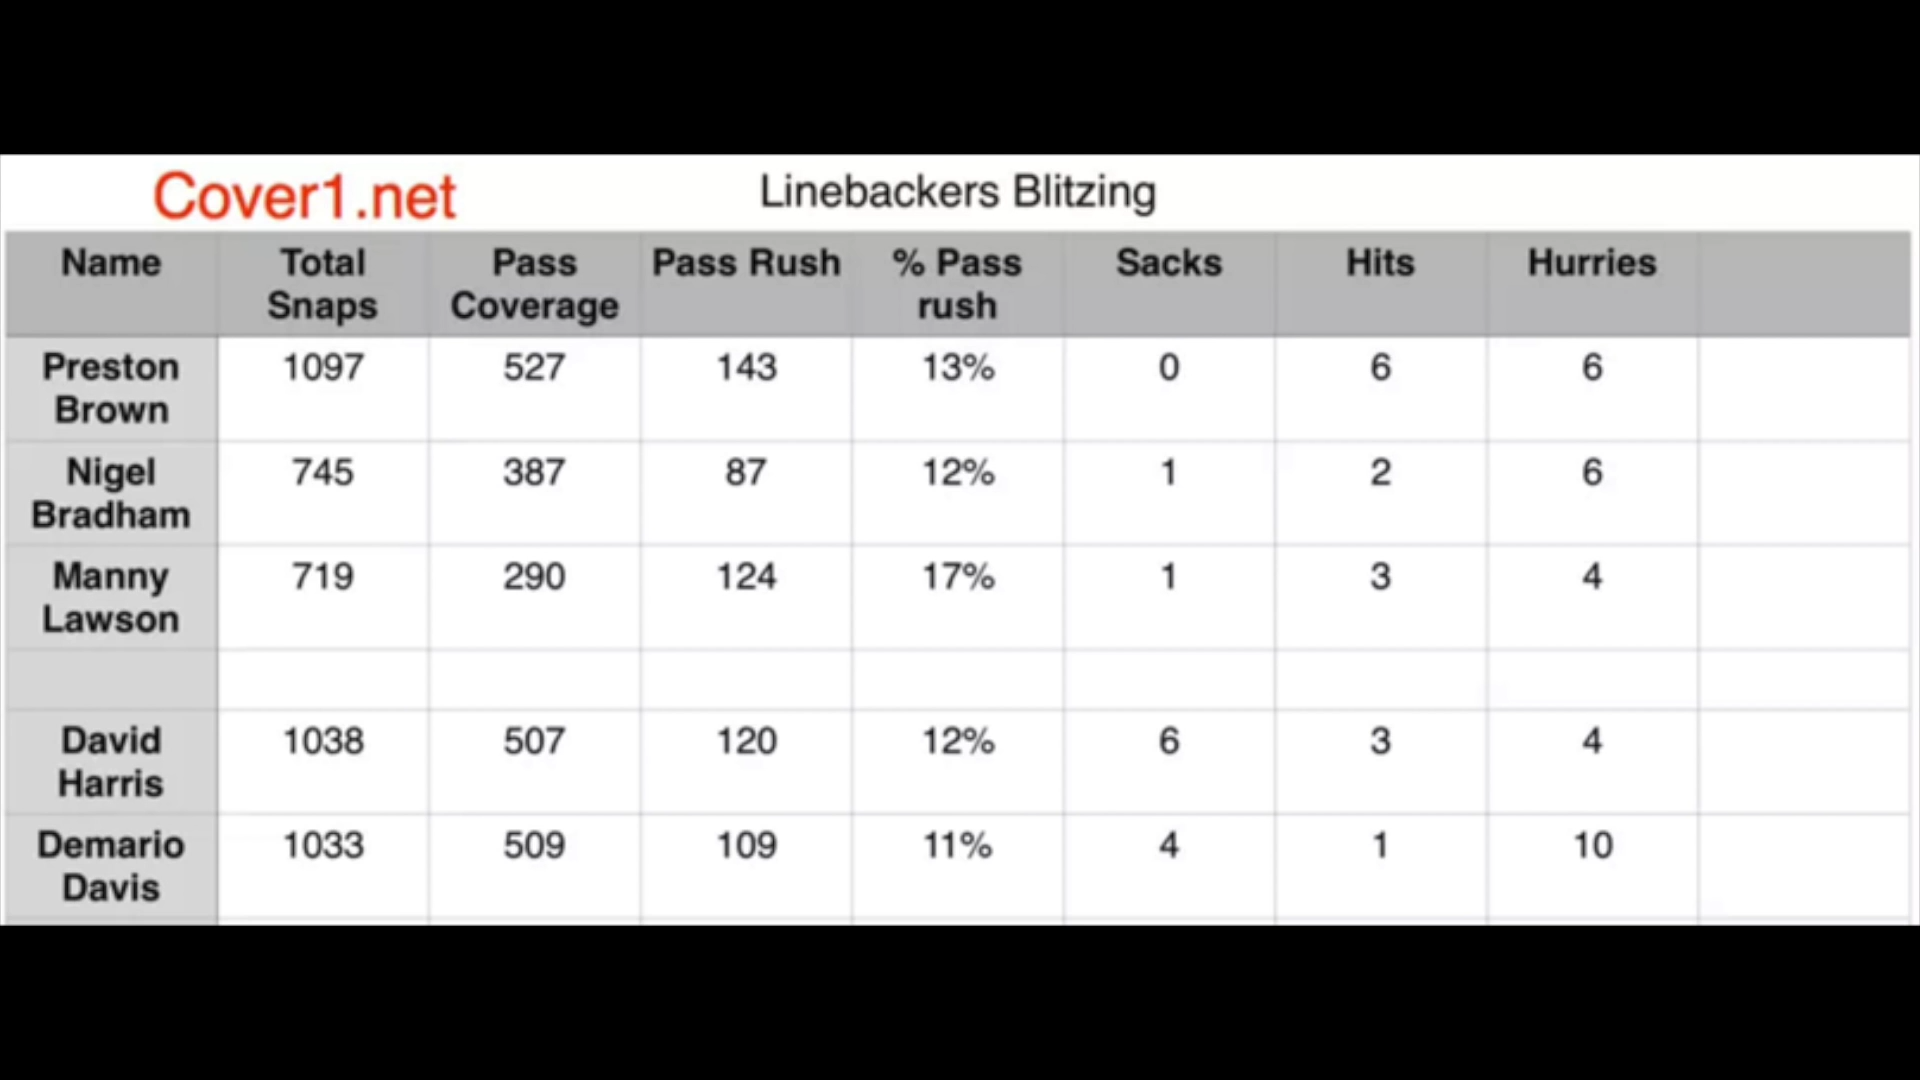 Cover1.net Linebackers Blitzing
Name Total Snaps Pass Coverage Pass Rush % Pass rush Sacks Hits Hurries
Preston Brown 1097 527 143 13% 0 6 6
Nigel Bradham 745 387 87 12% 1 2 6
Manny Lawson 719 290 124 17% 1 3 4
David Harris 1038 507 120 12% 6 3 4
Demario Davis 1033 509 109 11% 4 1 10